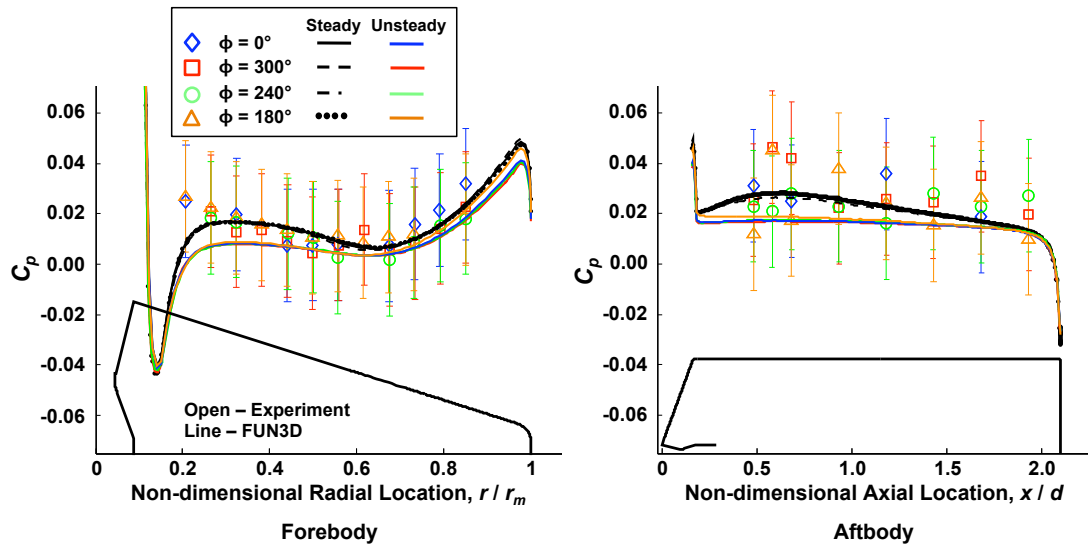 Steady Unsteady
ϕ = 0°
ϕ = 300°
ϕ = 240°
ϕ = 180°
0.06
0.04
0.02
0.00
-0.02
-0.04
-0.06
Cp
Open – Experiment
Line – FUN3D
0 0.2 0.4 0.6 0.8 1
Non-dimensional Radial Location, r / rm
Forebody
0.06
0.04
0.02
0.00
-0.02
-0.04
-0.06
Cp
0 0.5 1.0 1.5 2.0
Non-dimensional Axial Location, x / d
Aftbody